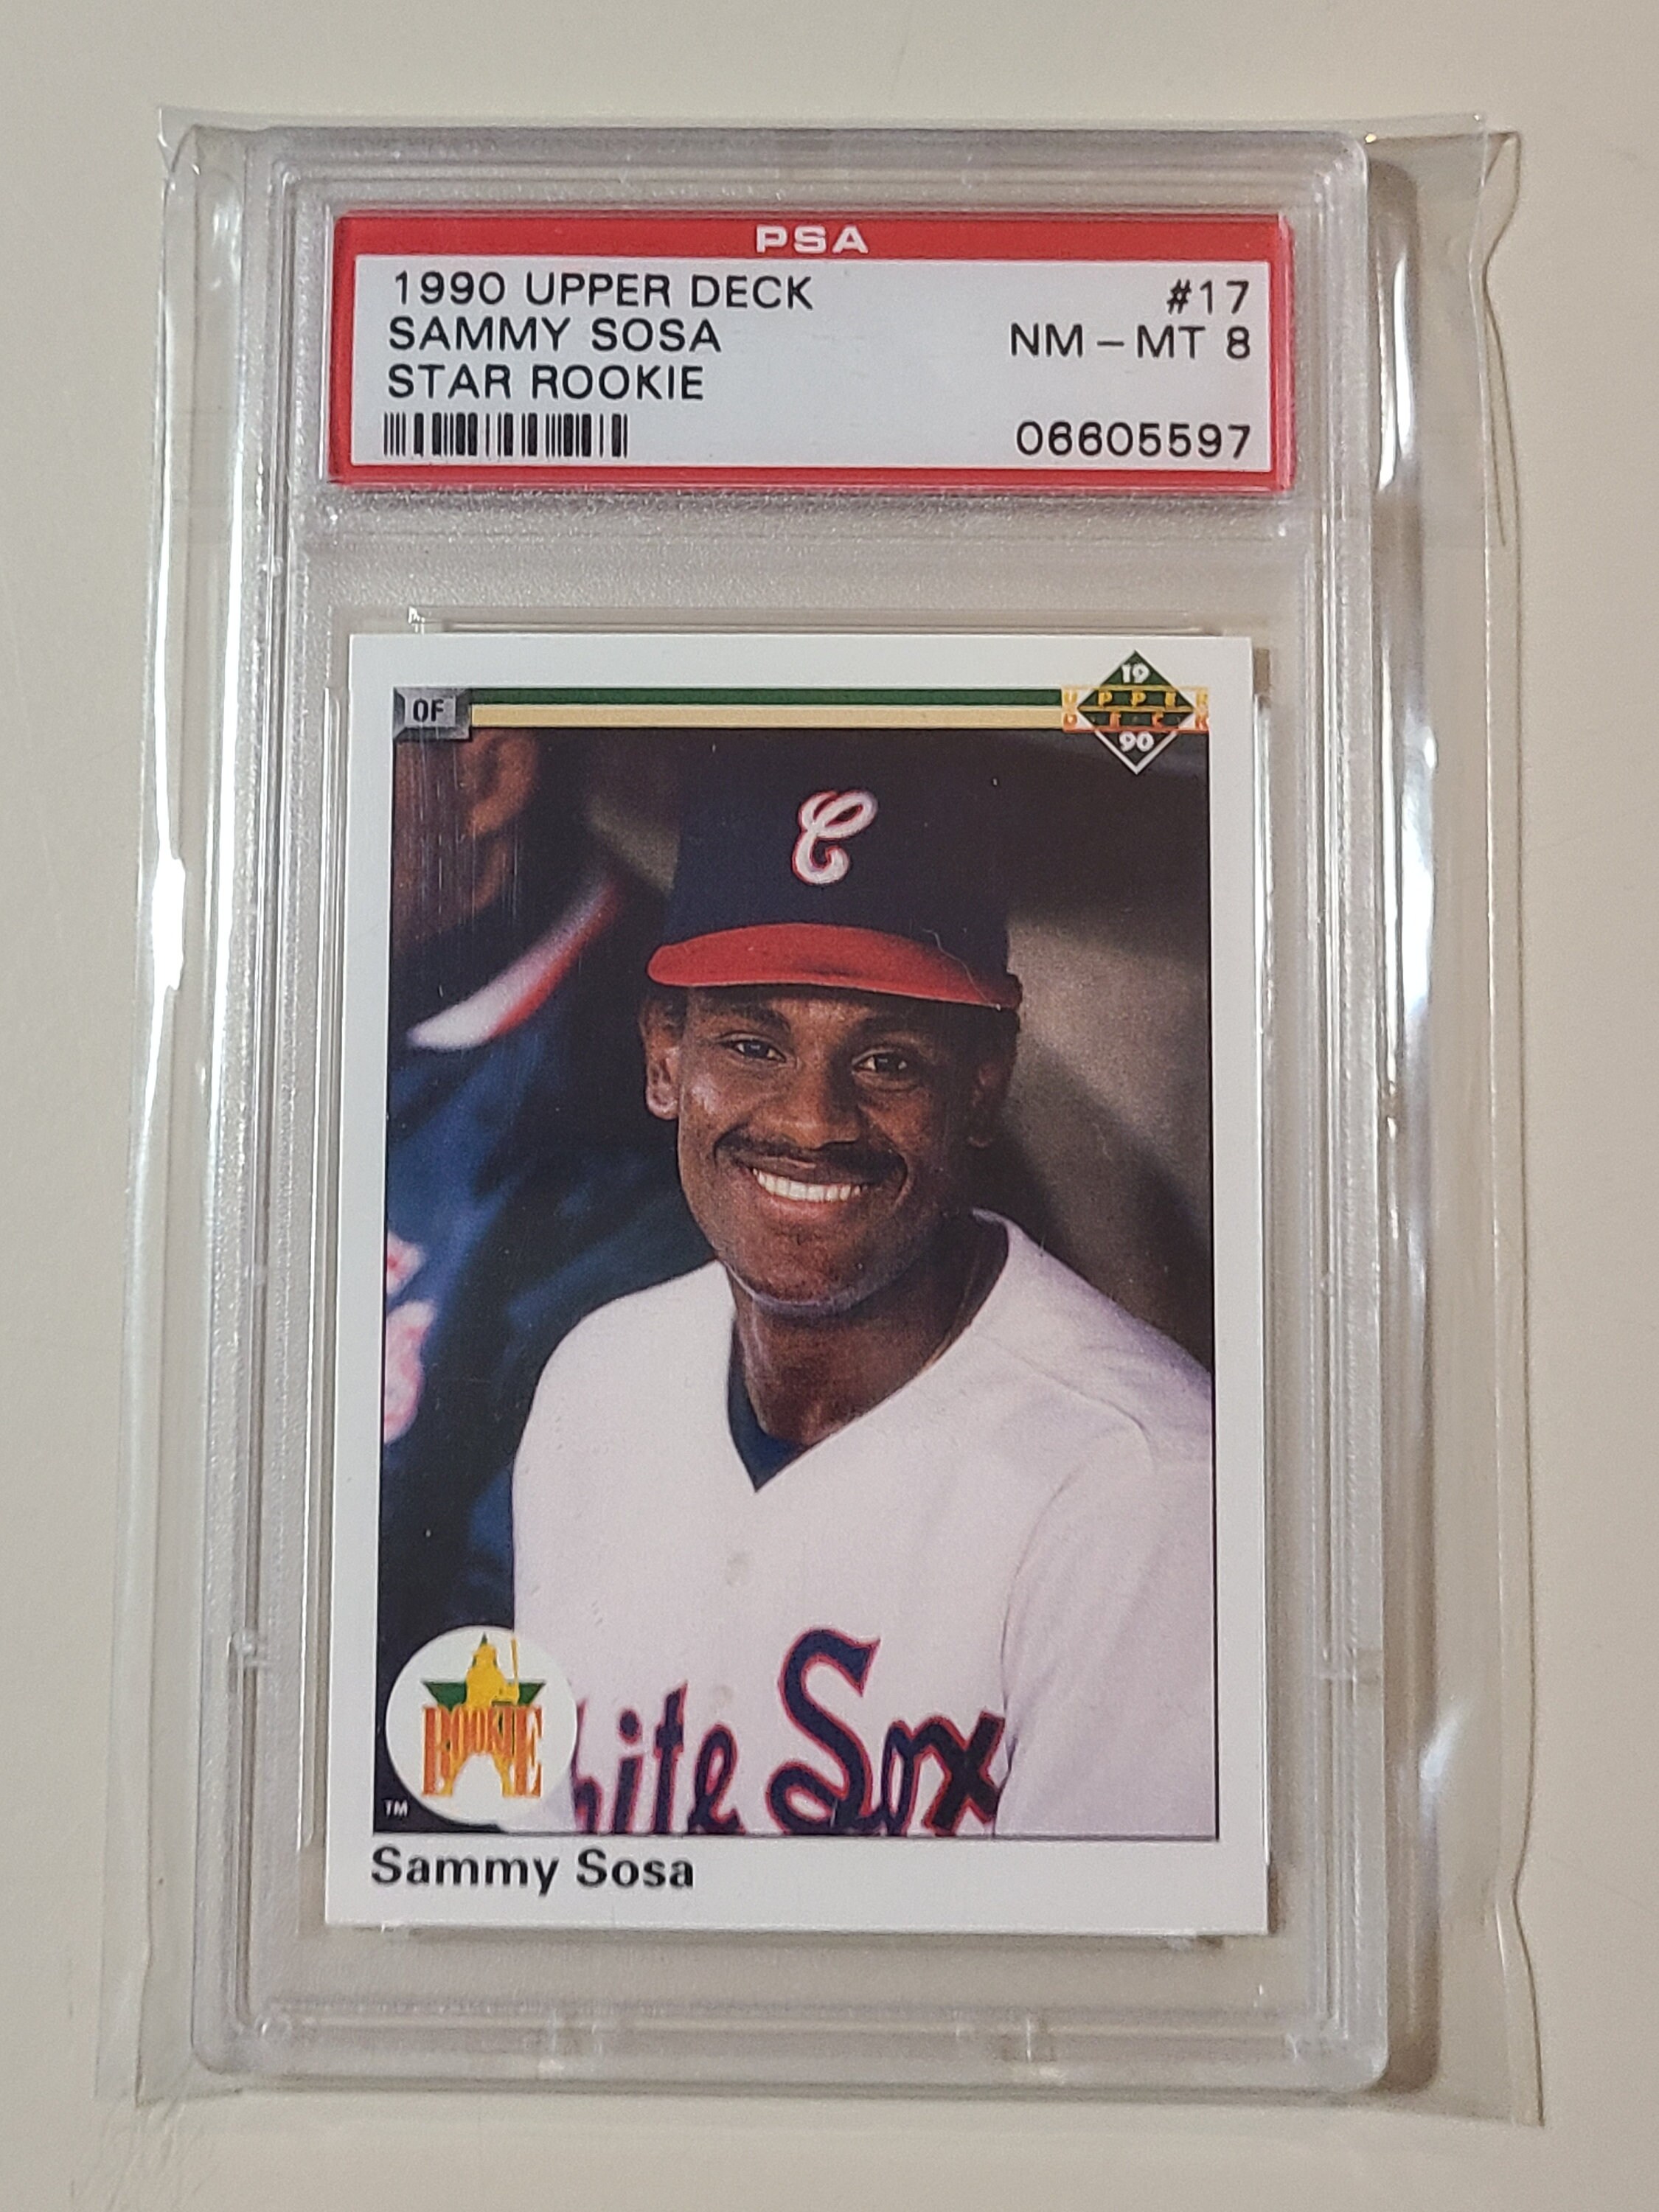 PSA
1990 UPPER DECK #17
SAMMY SOSA NM-MT 8
STAR ROOKIE
06605597
OF
19
UPPER
DECK
90
C
ROOKIE
hite Sox
TM
Sammy Sosa